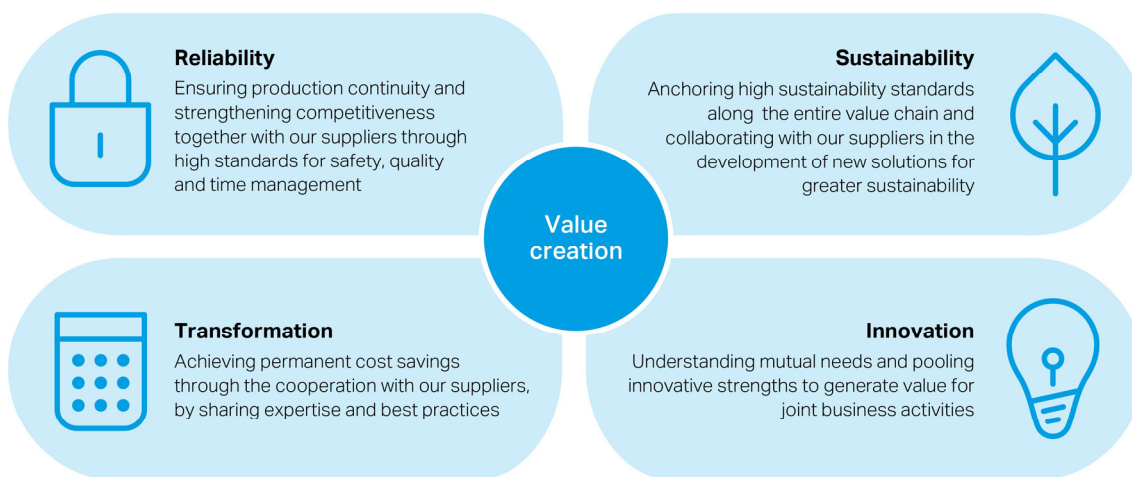 Reliability
Ensuring production continuity and
strengthening competitiveness
together with our suppliers through
high standards for safety, quality
and time management
Sustainability
Anchoring high sustainability standards
along the entire value chain and
collaborating with our suppliers in the
development of new solutions for
greater sustainability
Value
creation
Transformation
Achieving permanent cost savings
through the cooperation with our suppliers,
by sharing expertise and best practices
Innovation
Understanding mutual needs and pooling
innovative strengths to generate value for
joint business activities